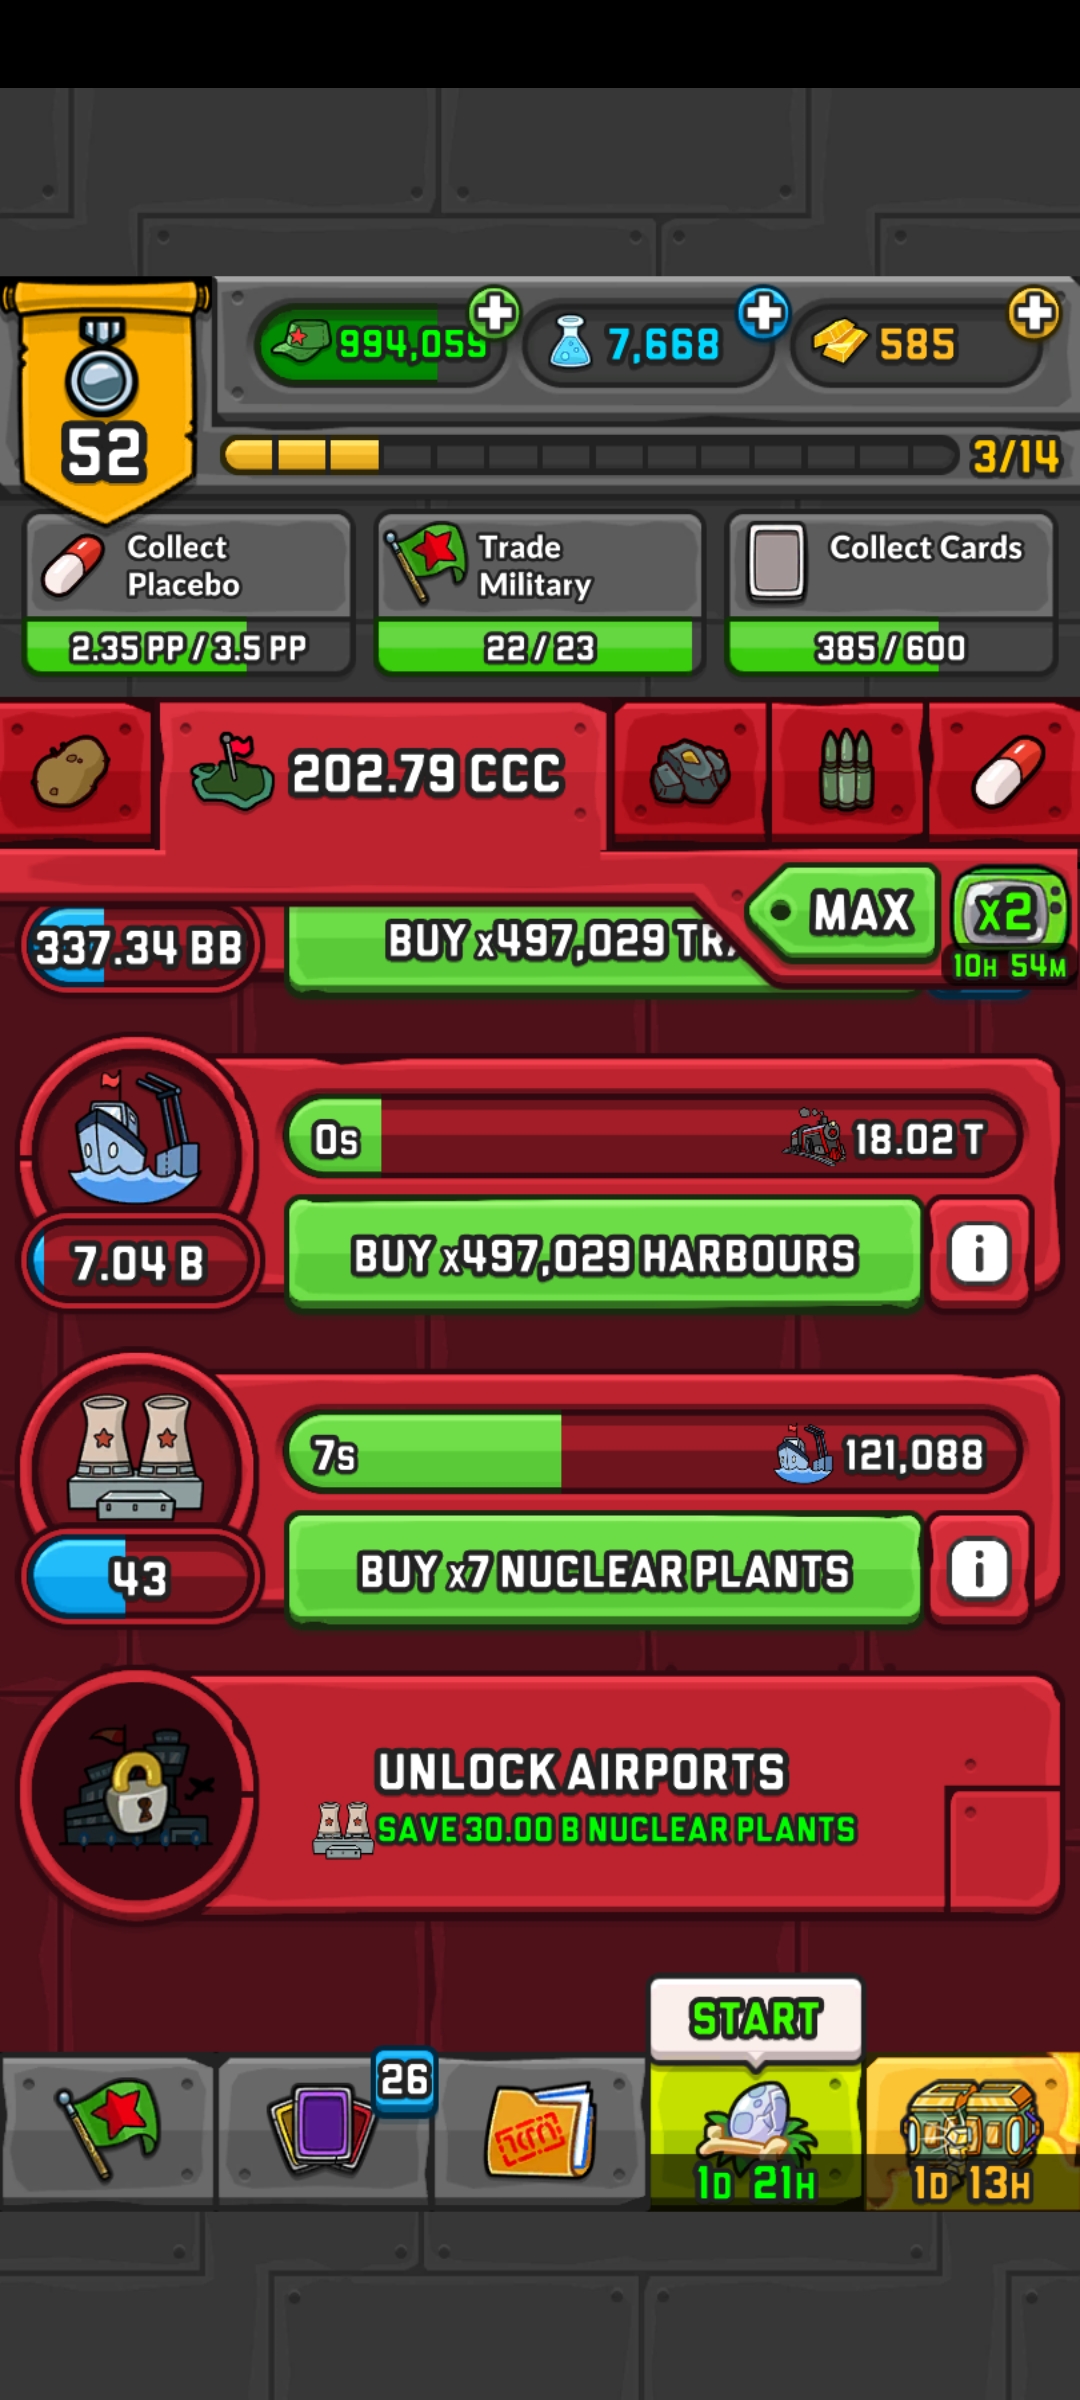 994,059
7,668
585
52
3/14
Collect
Placebo
Trade
Military
Collect Cards
2.35 PP / 3.5 PP
22 / 23
385 / 600
202.79 CCC
MAX
x2
10H 54M
337.34 BB
BUY x497,029
0s
18.02 T
7.04 B
BUY x497,029 HARBOURS
i
7s
121,088
43
BUY x7 NUCLEAR PLANTS
i
UNLOCK AIRPORTS
SAVE 30.00 B NUCLEAR PLANTS
START
26
1D 21H
1D 13H